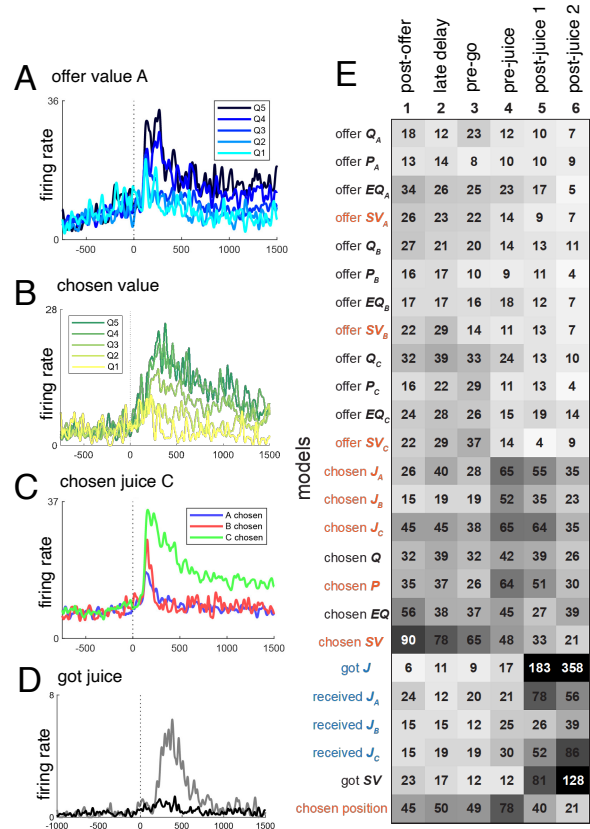 A
offer value A
firing rate
36
0
Q5
Q4
Q3
Q2
Q1
-500
0
500
1000
1500
B
chosen value
firing rate
28
0
Q5
Q4
Q3
Q2
Q1
-500
0
500
1000
1500
C
chosen juice C
firing rate
37
0
A chosen
B chosen
C chosen
-500
0
500
1000
1500
D
got juice
firing rate
8
0
-1000
-500
0
500
1000
1500
E
post-offer
late delay
pre-go
pre-juice
post-juice 1
post-juice 2
1 2 3 4 5 6
models
offer Q_A 18 12 23 12 10 7
offer P_A 13 14 8 10 10 9
offer EQ_A 34 26 25 23 17 5
offer SV_A 26 23 22 14 9 7
offer Q_B 27 21 20 14 13 11
offer P_B 16 17 10 9 11 4
offer EQ_B 17 17 16 18 12 7
offer SV_B 22 29 14 11 13 7
offer Q_C 32 39 33 24 13 10
offer P_C 16 22 29 11 13 4
offer EQ_C 24 28 26 15 19 14
offer SV_C 22 29 37 14 4 9
chosen J_A 26 40 28 65 55 35
chosen J_B 15 19 19 52 35 23
chosen J_C 45 45 38 65 64 35
chosen Q 32 39 32 42 39 26
chosen P 35 37 26 64 51 30
chosen EQ 56 38 37 45 27 39
chosen SV 90 78 65 48 33 21
got J 6 11 9 17 183 358
received J_A 24 12 20 21 78 56
received J_B 15 15 12 25 26 39
received J_C 15 19 19 30 52 86
got SV 23 17 12 12 81 128
chosen position 45 50 49 78 40 21